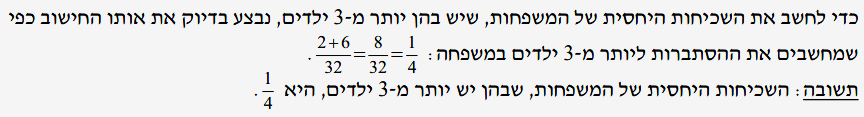 כדי לחשב את השכיחות היחסית של המשפחות, שיש בהן יותר מ-3 ילדים, נבצע בדיוק את אותו החישוב כפי
שמחשבים את ההסתברות ליותר מ-3 ילדים במשפחה: $\frac{2+6}{32}=\frac{8}{32}=\frac{1}{4}$.
תשובה: השכיחות היחסית של המשפחות, שבהן יש יותר מ-3 ילדים, היא $\frac{1}{4}$.